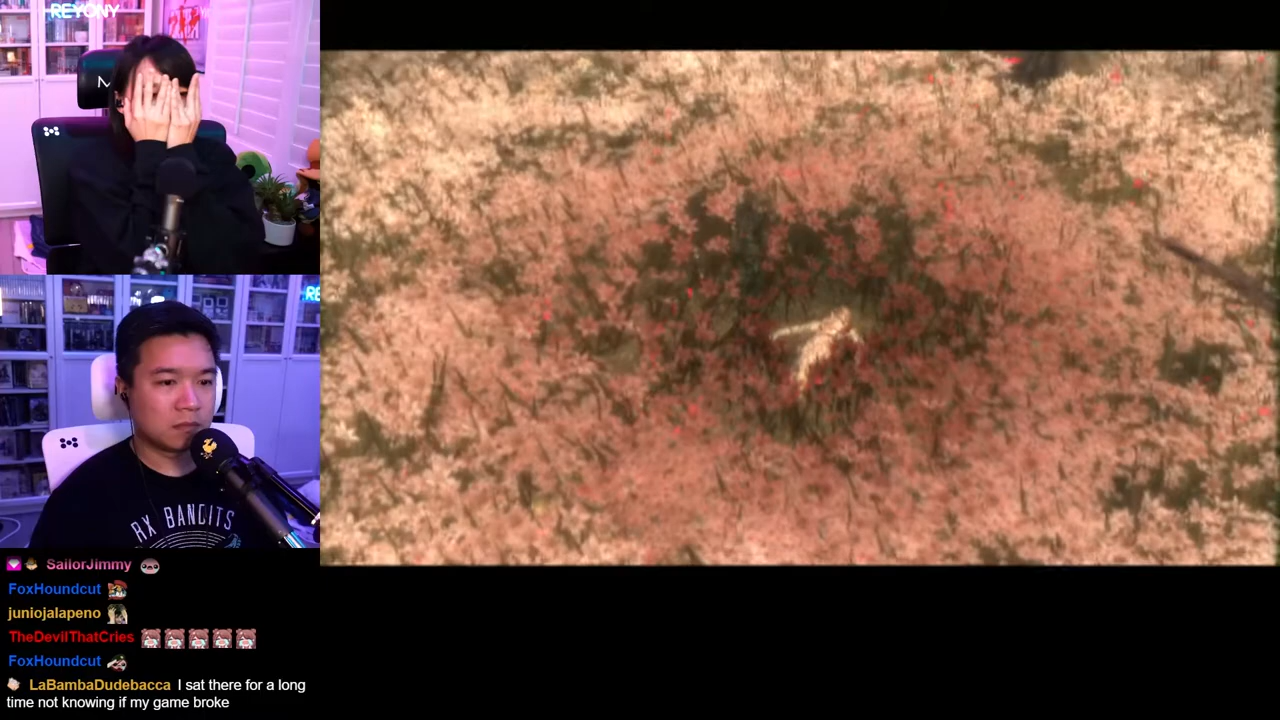 REYONY
RE
RX BANDITS
SailorJimmy
FoxHoundcut
juniojalapeno
TheDevilThatCries
FoxHoundcut
LaBambaDudebacca I sat there for a long
time not knowing if my game broke